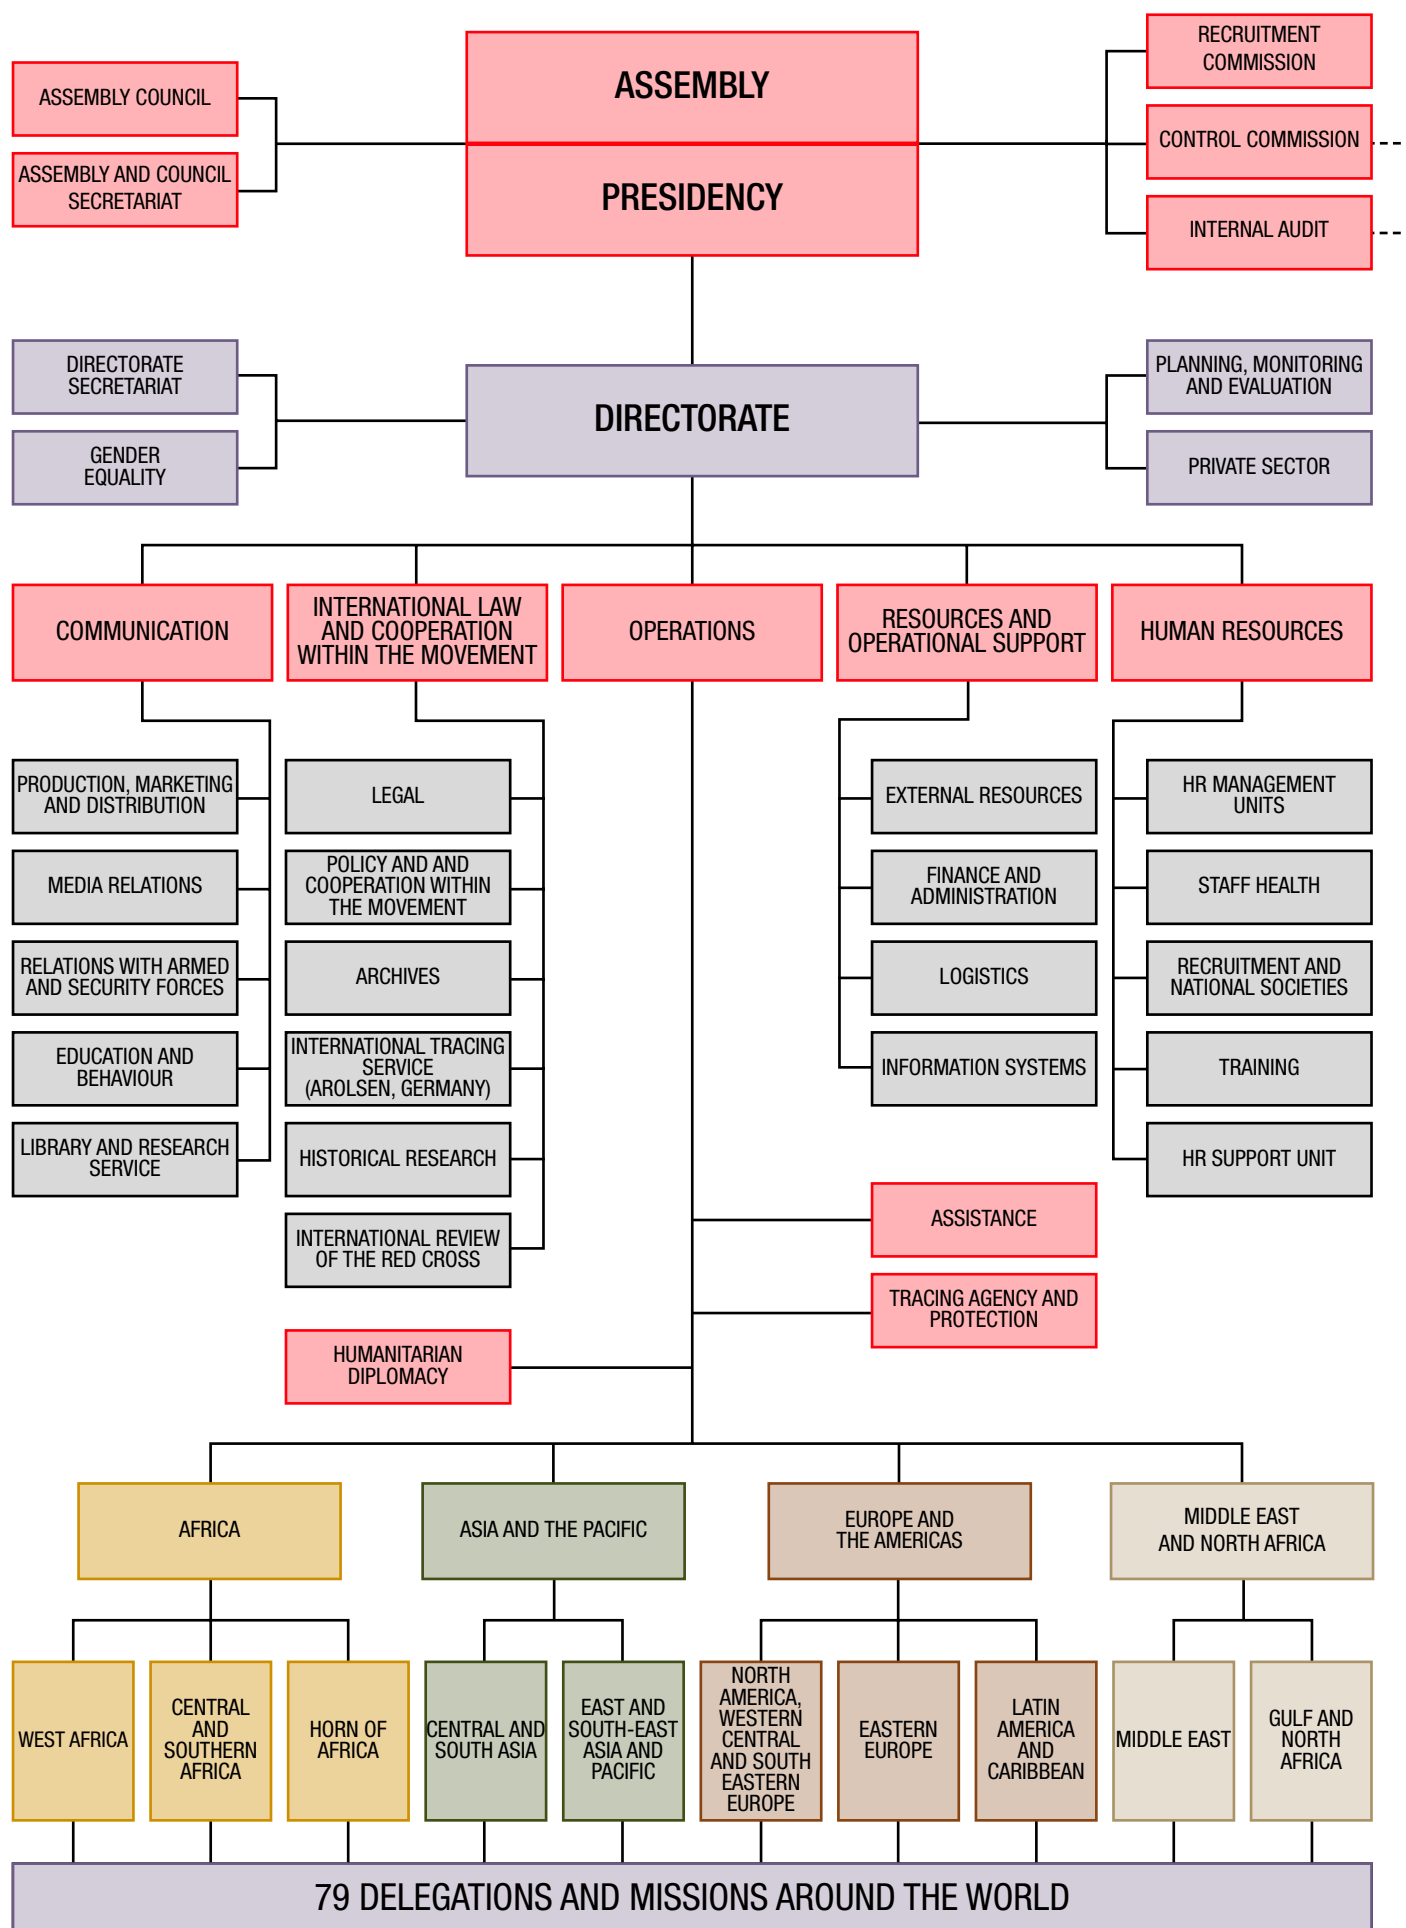 ASSEMBLY COUNCIL
ASSEMBLY AND COUNCIL
SECRETARIAT
ASSEMBLY
PRESIDENCY
RECRUITMENT
COMMISSION
CONTROL COMMISSION
INTERNAL AUDIT
DIRECTORATE
SECRETARIAT
GENDER
EQUALITY
DIRECTORATE
PLANNING, MONITORING
AND EVALUATION
PRIVATE SECTOR
COMMUNICATION
INTERNATIONAL LAW
AND COOPERATION
WITHIN THE MOVEMENT
OPERATIONS
RESOURCES AND
OPERATIONAL SUPPORT
HUMAN RESOURCES
PRODUCTION, MARKETING
AND DISTRIBUTION
MEDIA RELATIONS
RELATIONS WITH ARMED
AND SECURITY FORCES
EDUCATION AND
BEHAVIOUR
LIBRARY AND RESEARCH
SERVICE
LEGAL
POLICY AND AND
COOPERATION WITHIN
THE MOVEMENT
ARCHIVES
INTERNATIONAL TRACING
SERVICE
(AROLSEN, GERMANY)
HISTORICAL RESEARCH
INTERNATIONAL REVIEW
OF THE RED CROSS
EXTERNAL RESOURCES
FINANCE AND
ADMINISTRATION
LOGISTICS
INFORMATION SYSTEMS
HR MANAGEMENT
UNITS
STAFF HEALTH
RECRUITMENT AND
NATIONAL SOCIETIES
TRAINING
HR SUPPORT UNIT
ASSISTANCE
TRACING AGENCY AND
PROTECTION
HUMANITARIAN
DIPLOMACY
AFRICA
ASIA AND THE PACIFIC
EUROPE AND
THE AMERICAS
MIDDLE EAST
AND NORTH AFRICA
WEST AFRICA
CENTRAL
AND
SOUTHERN
AFRICA
HORN OF
AFRICA
CENTRAL AND
SOUTH ASIA
EAST AND
SOUTH-EAST
ASIA AND
PACIFIC
NORTH
AMERICA,
WESTERN
CENTRAL
AND SOUTH
EASTERN
EUROPE
EASTERN
EUROPE
LATIN
AMERICA
AND
CARIBBEAN
MIDDLE EAST
GULF AND
NORTH
AFRICA
79 DELEGATIONS AND MISSIONS AROUND THE WORLD